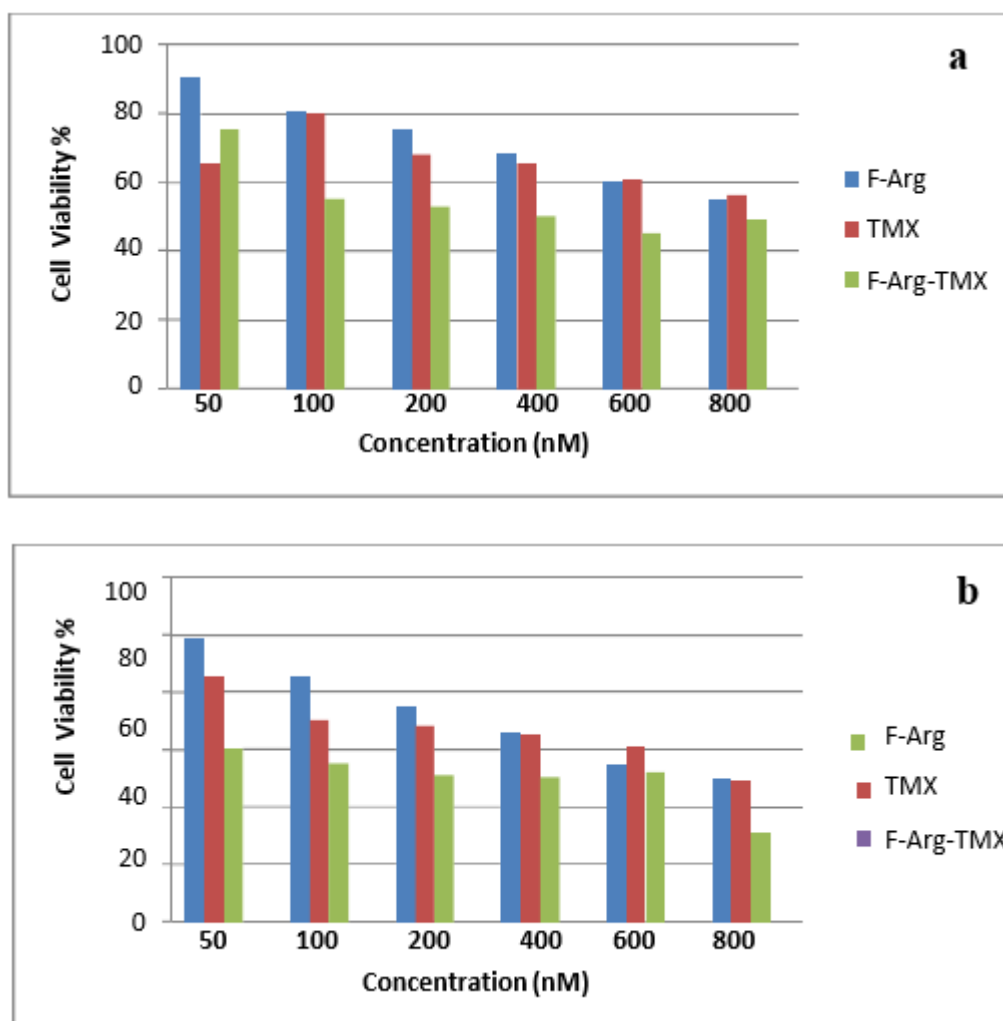 a
100
80
60
40
20
0
Cell Viability %
50 100 200 400 600 800
Concentration (nM)
F-Arg
TMX
F-Arg-TMX
b
100
80
60
40
20
0
Cell Viability %
50 100 200 400 600 800
Concentration (nM)
F-Arg
TMX
F-Arg-TMX